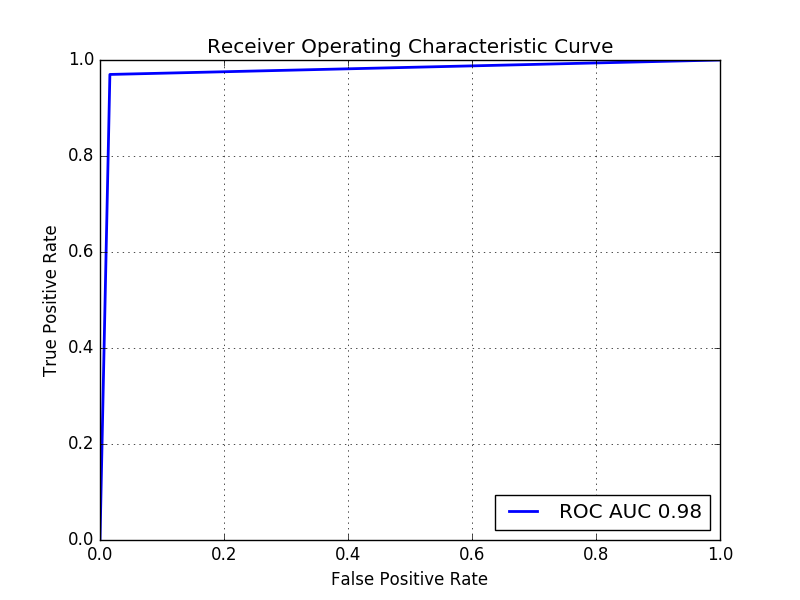 Receiver Operating Characteristic Curve
1.0
0.8
0.6
0.4
0.2
0.0
True Positive Rate
ROC AUC 0.98
0.0 0.2 0.4 0.6 0.8 1.0
False Positive Rate